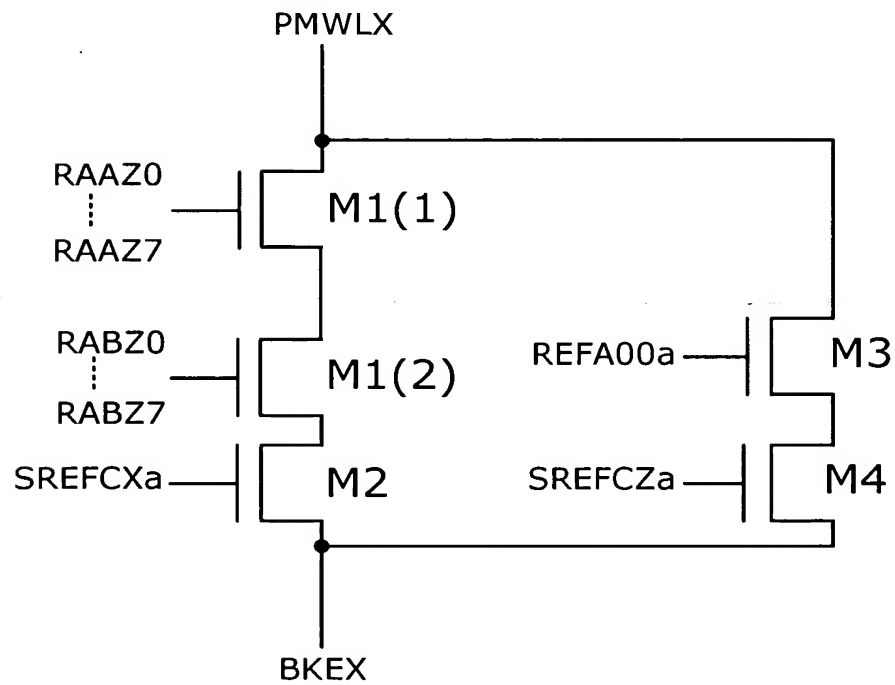 PMWLX
RAAZ0
RAAZ7
M1(1)
RABZ0
RABZ7
M1(2)
REFA00a
M3
SREFCXa
M2
SREFCZa
M4
BKEX